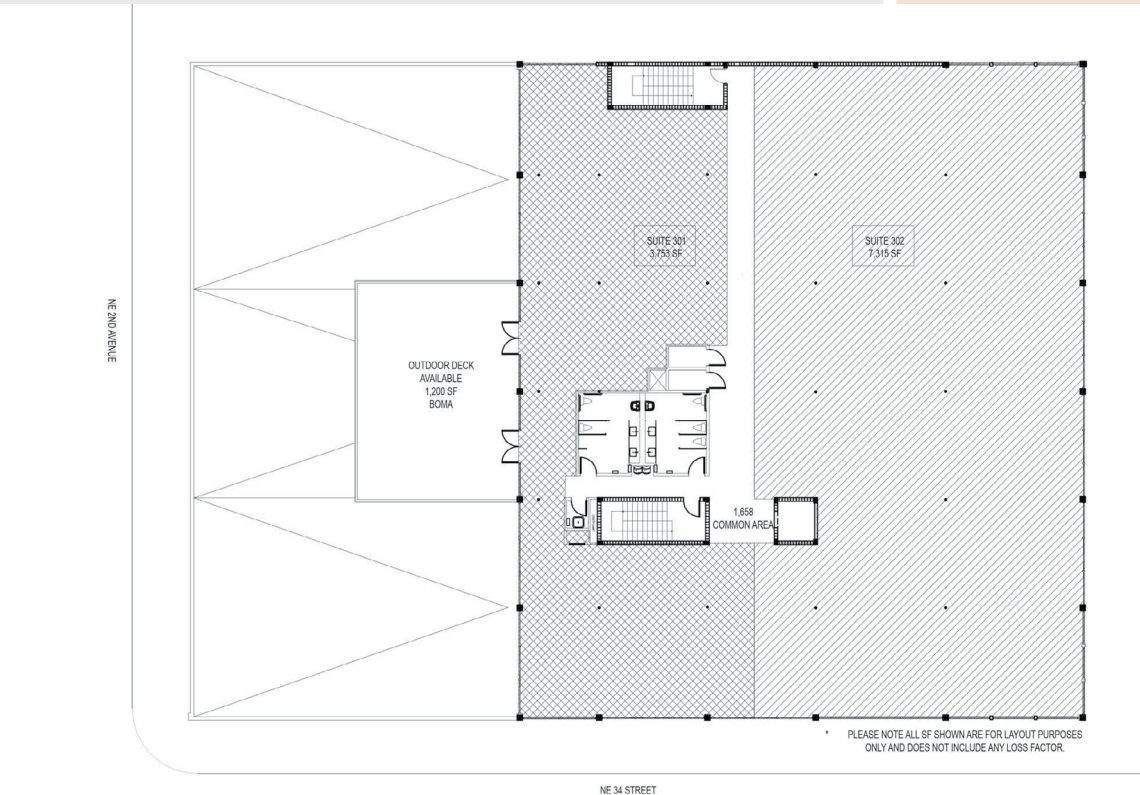 SUITE 301
3,753 SF
SUITE 302
7,315 SF
NE 2ND AVENUE
OUTDOOR DECK
AVAILABLE
1,200 SF
BOMA
1,658
COMMON AREA
* PLEASE NOTE ALL SF SHOWN ARE FOR LAYOUT PURPOSES
ONLY AND DOES NOT INCLUDE ANY LOSS FACTOR.
NE 34 STREET